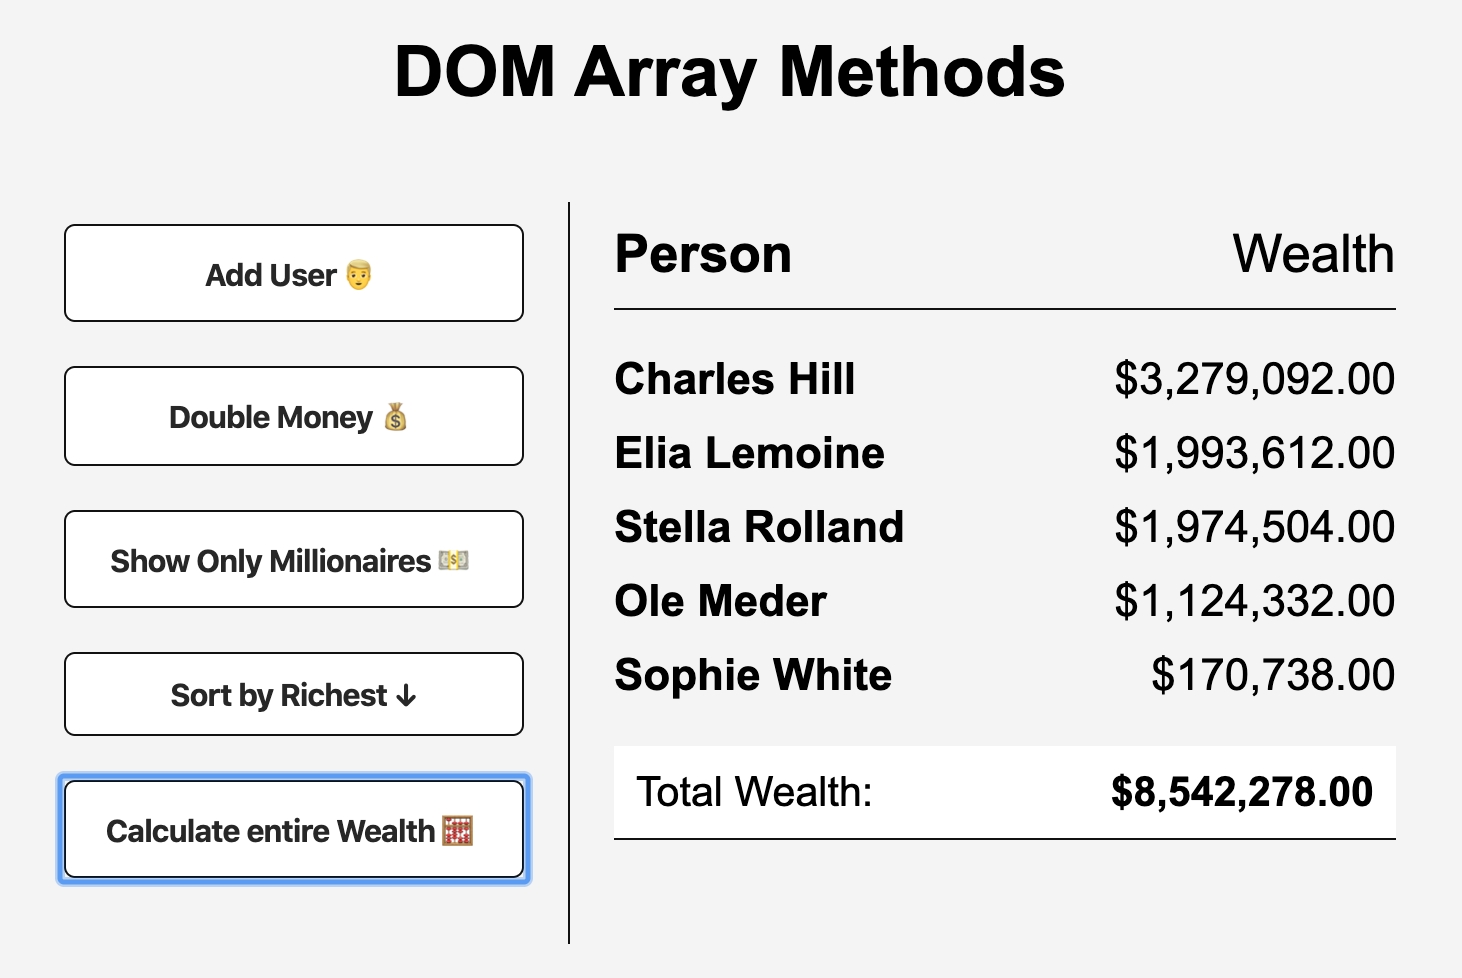 DOM Array Methods
Add User 👨
Double Money 💰
Show Only Millionaires 💵
Sort by Richest ↓
Calculate entire Wealth 🧮
Person Wealth
Charles Hill $3,279,092.00
Elia Lemoine $1,993,612.00
Stella Rolland $1,974,504.00
Ole Meder $1,124,332.00
Sophie White $170,738.00
Total Wealth: $8,542,278.00